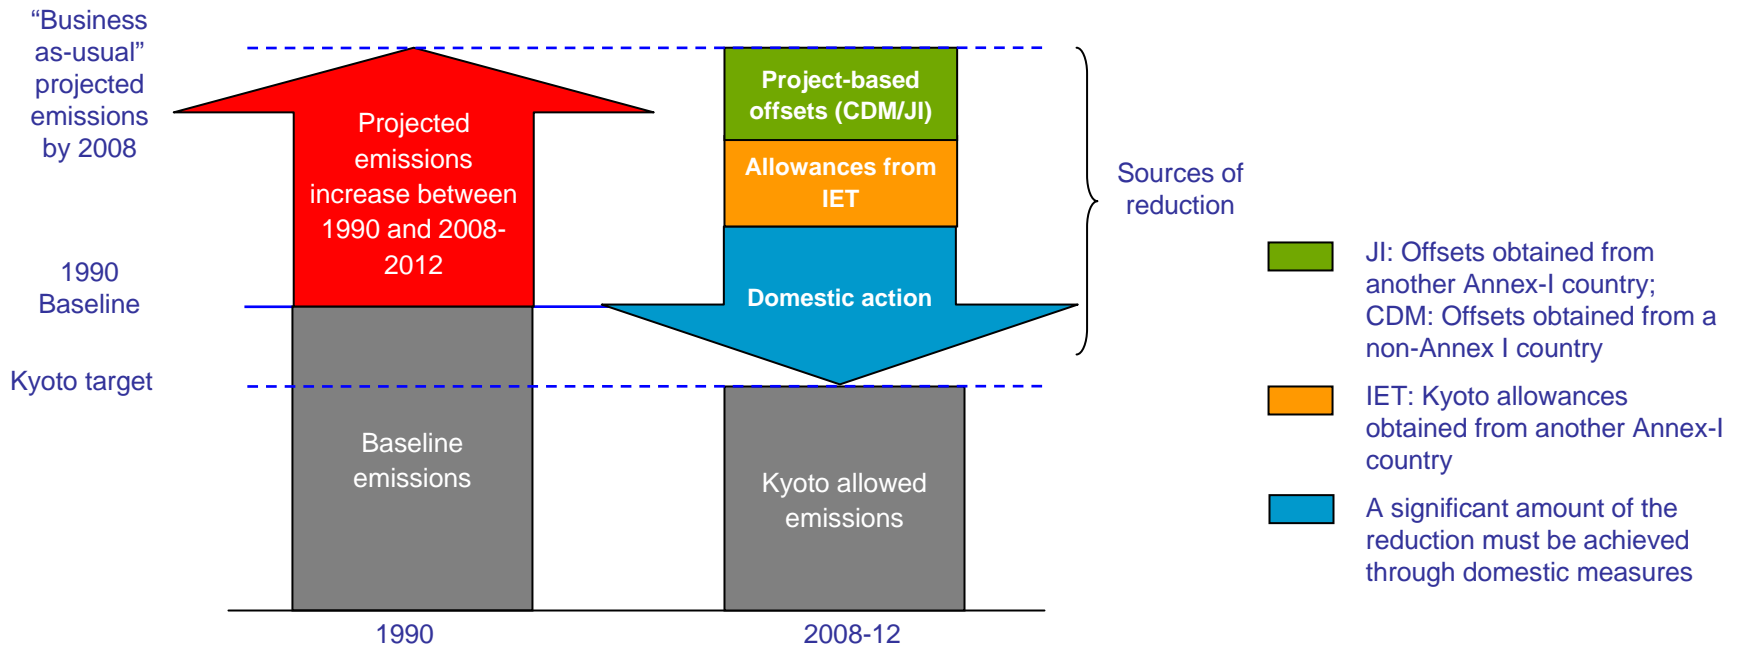 “Business
as-usual”
projected
emissions
by 2008
1990
Baseline
Kyoto target
Projected
emissions
increase between
1990 and 2008-
2012
Baseline
emissions
1990
Project-based
offsets (CDM/JI)
Allowances from
IET
Domestic action
Kyoto allowed
emissions
2008-12
Sources of
reduction
JI: Offsets obtained from
another Annex-I country;
CDM: Offsets obtained from a
non-Annex I country
IET: Kyoto allowances
obtained from another Annex-I
country
A significant amount of the
reduction must be achieved
through domestic measures